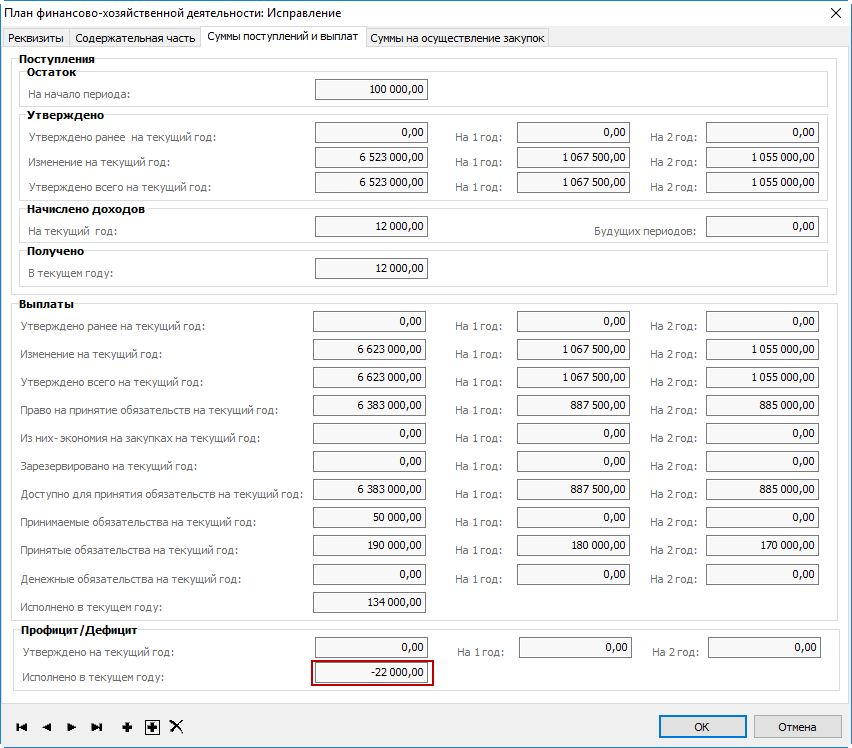 План финансово-хозяйственной деятельности: Исправление
Реквизиты Содержательная часть Суммы поступлений и выплат Суммы на осуществление закупок
Поступления
Остаток
На начало периода: 100 000,00
Утверждено
Утверждено ранее на текущий год: 0,00 На 1 год: 0,00 На 2 год: 0,00
Изменение на текущий год: 6 523 000,00 На 1 год: 1 067 500,00 На 2 год: 1 055 000,00
Утверждено всего на текущий год: 6 523 000,00 На 1 год: 1 067 500,00 На 2 год: 1 055 000,00
Начислено доходов
На текущий год: 12 000,00 Будущих периодов: 0,00
Получено
В текущем году: 12 000,00
Выплаты
Утверждено ранее на текущий год: 0,00 На 1 год: 0,00 На 2 год: 0,00
Изменение на текущий год: 6 623 000,00 На 1 год: 1 067 500,00 На 2 год: 1 055 000,00
Утверждено всего на текущий год: 6 623 000,00 На 1 год: 1 067 500,00 На 2 год: 1 055 000,00
Право на принятие обязательств на текущий год: 6 383 000,00 На 1 год: 887 500,00 На 2 год: 885 000,00
Из них- экономия на закупках на текущий год: 0,00 На 1 год: 0,00 На 2 год: 0,00
Зарезервировано на текущий год: 0,00 На 1 год: 0,00 На 2 год: 0,00
Доступно для принятия обязательств на текущий год: 6 383 000,00 На 1 год: 887 500,00 На 2 год: 885 000,00
Принимаемые обязательства на текущий год: 50 000,00 На 1 год: 0,00 На 2 год: 0,00
Принятые обязательства на текущий год: 190 000,00 На 1 год: 180 000,00 На 2 год: 170 000,00
Денежные обязательства на текущий год: 0,00 На 1 год: 0,00 На 2 год: 0,00
Исполнено в текущем году: 134 000,00
Профицит/Дефицит
Утверждено на текущий год: 0,00 На 1 год: 0,00 На 2 год: 0,00
Исполнено в текущем году: -22 000,00
ОК Отмена